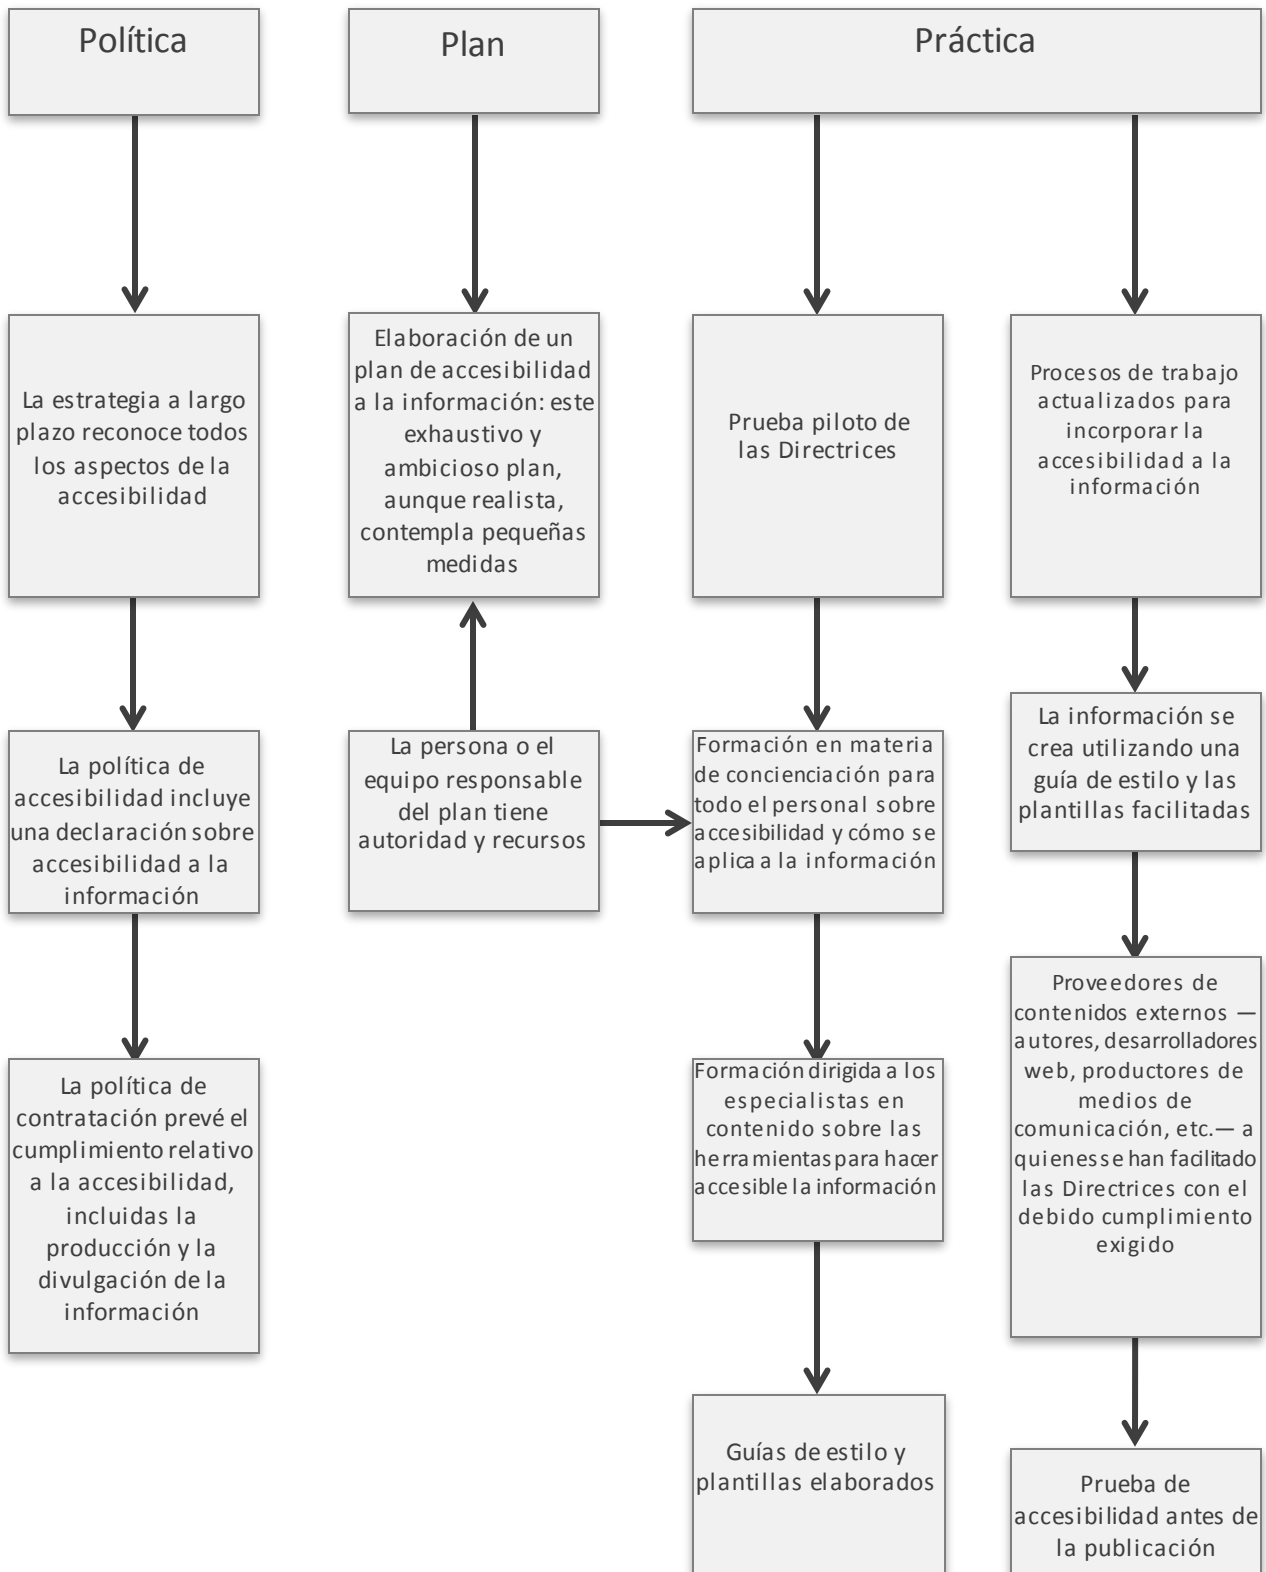 Política
La estrategia a largo
plazo reconoce todos
los aspectos de la
accesibilidad
La política de
accesibilidad incluye
una declaración sobre
accesibilidad a la
información
La política de
contratación prevé el
cumplimiento relativo
a la accesibilidad,
incluidas la
producción y la
divulgación de la
información
Plan
Elaboración de un
plan de accesibilidad
a la información: este
exhaustivo y
ambicioso plan,
aunque realista,
contempla pequeñas
medidas
La persona o el
equipo responsable
del plan tiene
autoridad y recursos
Práctica
Prueba piloto de
las Directrices
Formación en materia
de concienciación para
todo el personal sobre
accesibilidad y cómo se
aplica a la información
Formación dirigida a los
especialistas en
contenido sobre las
herramientas para hacer
accesible la información
Guías de estilo y
plantillas elaborados
Procesos de trabajo
actualizados para
incorporar la
accesibilidad a la
información
La información se
crea utilizando una
guía de estilo y las
plantillas facilitadas
Proveedores de
contenidos externos —
autores, desarrolladores
web, productores de
medios de
comunicación, etc.— a
quienes se han facilitado
las Directrices con el
debido cumplimiento
exigido
Prueba de
accesibilidad antes de
la publicación